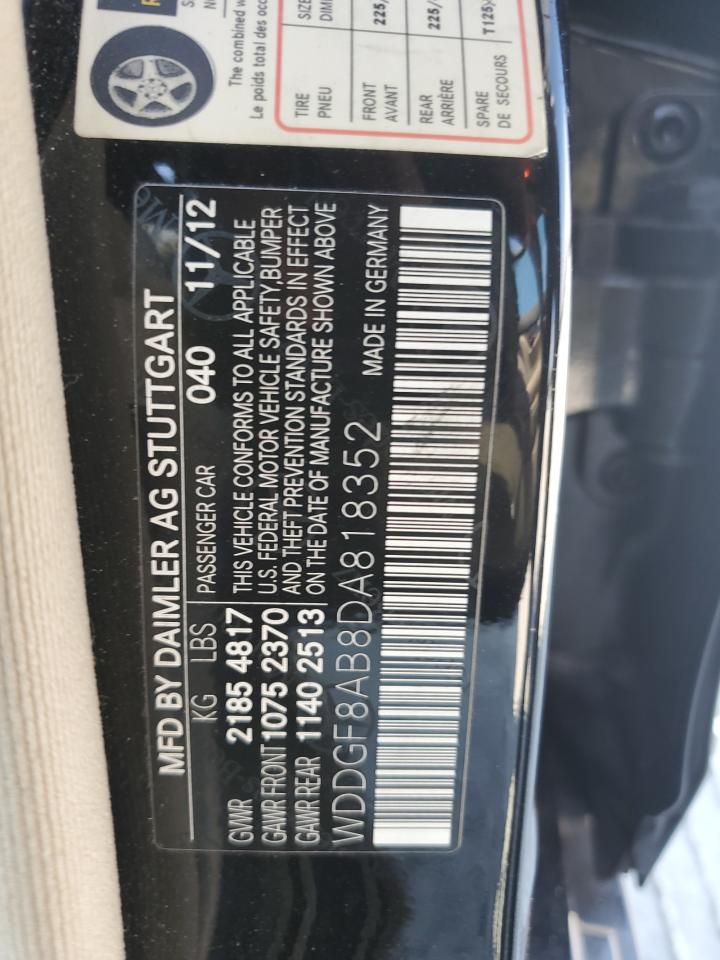 The combined w
Le poids total des occ
TIRE
PNEU
SIZE
DIME
FRONT
AVANT
225/
REAR
ARRIÈRE
225/
SPARE
DE SECOURS
T125/
MFD BY DAIMLER AG STUTTGART
KG LBS PASSENGER CAR 040 11/12
GVWR 2185 4817
GAWR FRONT 1075 2370
GAWR REAR 1140 2513
THIS VEHICLE CONFORMS TO ALL APPLICABLE
U.S. FEDERAL MOTOR VEHICLE SAFETY,BUMPER
AND THEFT PREVENTION STANDARDS IN EFFECT
ON THE DATE OF MANUFACTURE SHOWN ABOVE
WDDGF8AB8DA818352 MADE IN GERMANY